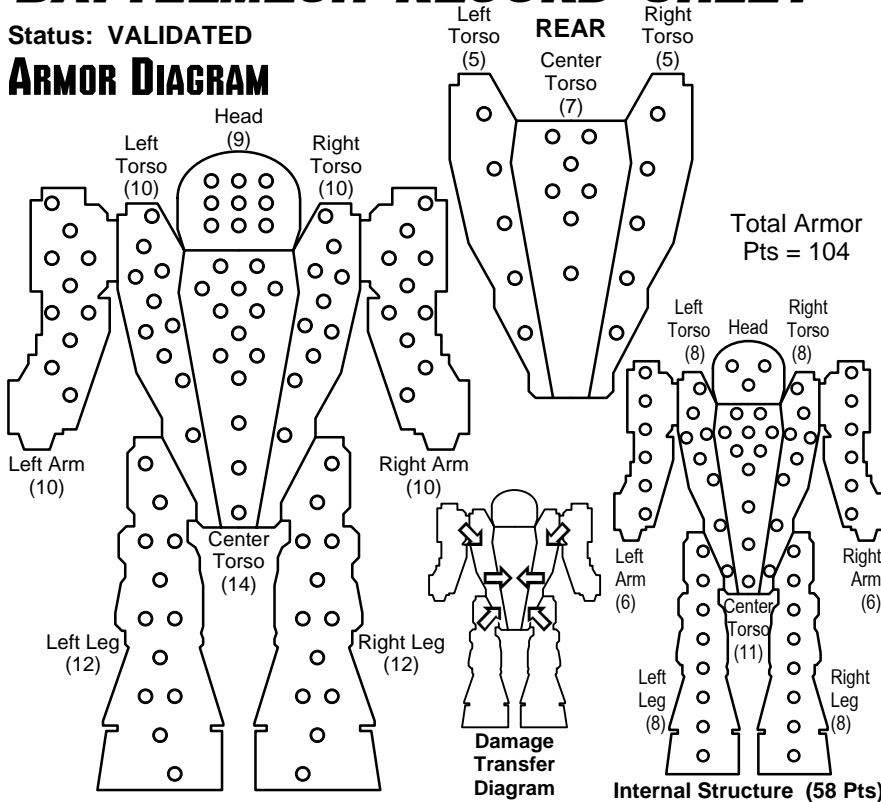 BATTLEMECH RECORD SHEET
Status: VALIDATED
ARMOR DIAGRAM
Head
(9)
Left
Torso
(10)
Right
Torso
(10)
Left Arm
(10)
Right Arm
(10)
Center
Torso
(14)
Left Leg
(12)
Right Leg
(12)
REAR
Left
Torso
(5)
Center
Torso
(7)
Right
Torso
(5)
Total Armor
Pts = 104
Damage
Transfer
Diagram
Left
Torso
(8)
Head
Right
Torso
(8)
Left
Arm
(6)
Right
Arm
(6)
Center
Torso
(11)
Left
Leg
(8)
Right
Leg
(8)
Internal Structure (58 Pts)